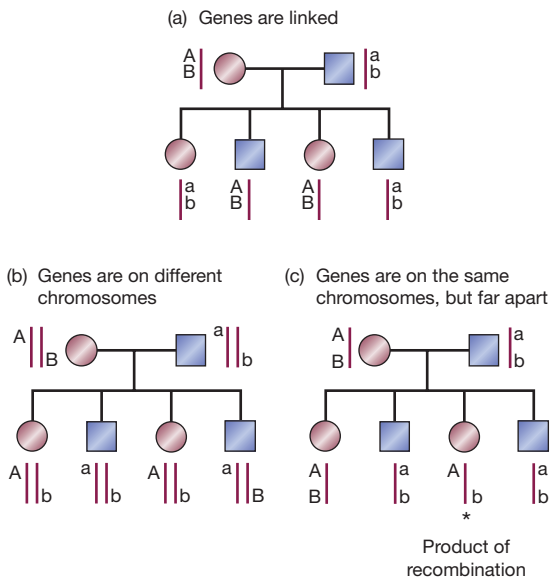 (a) Genes are linked
A
B
a
b
a
b
A
B
A
B
a
b
(b) Genes are on different
chromosomes
A
B
a
b
A
b
a
b
A
b
a
B
(c) Genes are on the same
chromosomes, but far apart
A
B
a
b
A
B
a
b
A
b
a
b
*
Product of
recombination